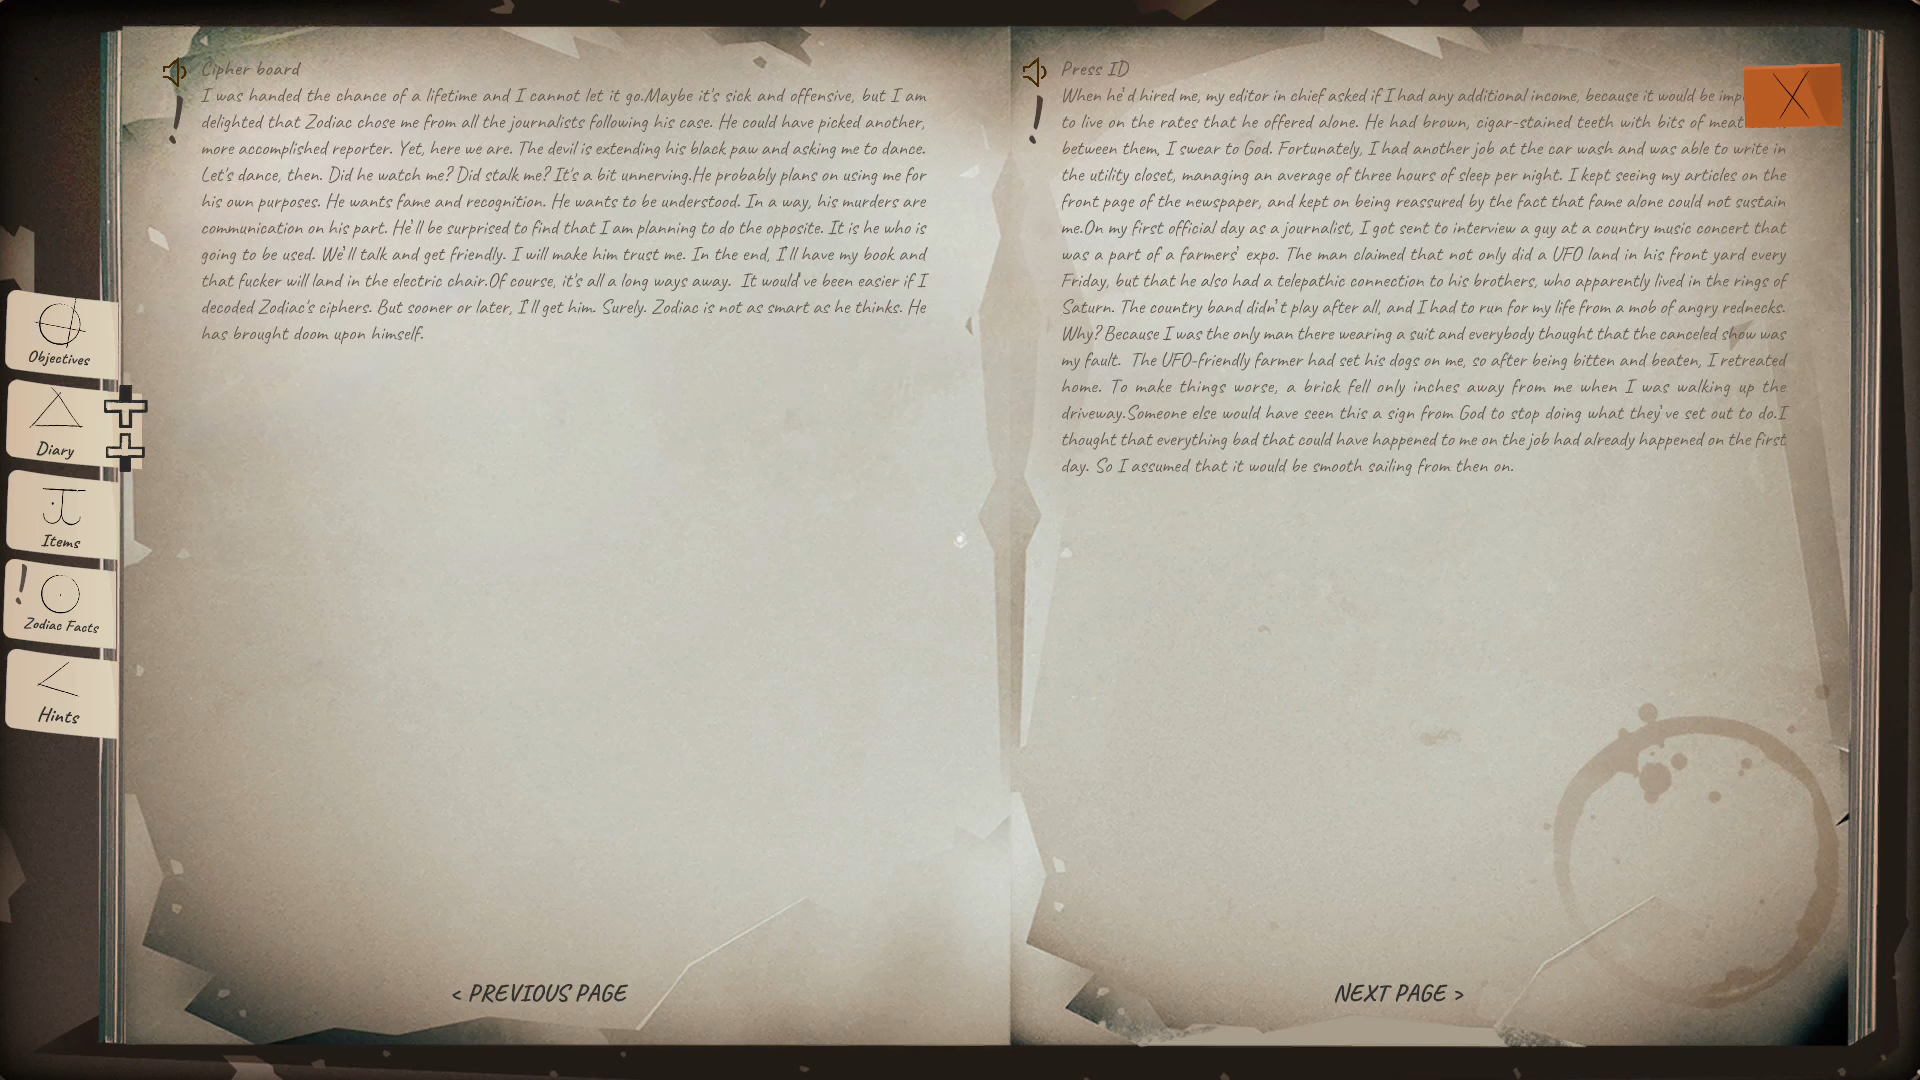 Cipher board
I was handed the chance of a lifetime and I cannot let it go.Maybe it's sick and offensive, but I am
delighted that Zodiac chose me from all the journalists following his case. He could have picked another,
more accomplished reporter. Yet, here we are. The devil is extending his black paw and asking me to dance.
Let's dance, then. Did he watch me? Did stalk me? It's a bit unnerving.He probably plans on using me for
his own purposes. He wants fame and recognition. He wants to be understood. In a way, his murders are
communication on his part. He'll be surprised to find that I am planning to do the opposite. It is he who is
going to be used. We'll talk and get friendly. I will make him trust me. In the end, I'll have my book and
that fucker will land in the electric chair.Of course, it's all a long ways away.  It would've been easier if I
decoded Zodiac's ciphers. But sooner or later, I'll get him. Surely. Zodiac is not as smart as he thinks. He
has brought doom upon himself.
Press ID
When he'd hired me, my editor in chief asked if I had any additional income, because it would be
to live on the rates that he offered alone. He had brown, cigar-stained teeth with bits of meat
between them, I swear to God. Fortunately, I had another job at the car wash and was able to write in
the utility closet, managing an average of three hours of sleep per night. I kept seeing my articles on the
front page of the newspaper, and kept on being reassured by the fact that fame alone could not sustain
me.On my first official day as a journalist, I got sent to interview a guy at a country music concert that
was a part of a farmers' expo. The man claimed that not only did a UFO land in his front yard every
Friday, but that he also had a telepathic connection to his brothers, who apparently lived in the rings of
Saturn. The country band didn't play after all, and I had to run for my life from a mob of angry rednecks.
Why? Because I was the only man there wearing a suit and everybody thought that the canceled show was
my fault.  The UFO-friendly farmer had set his dogs on me, so after being bitten and beaten, I retreated
home. To make things worse, a brick fell only inches away from me when I was walking up the
driveway.Someone else would have seen this a sign from God to stop doing what they've set out to do.I
thought that everything bad that could have happened to me on the job had already happened on the first
day. So I assumed that it would be smooth sailing from then on.
Objectives
Diary
Items
Zodiac Facts
Hints
< PREVIOUS PAGE
NEXT PAGE >